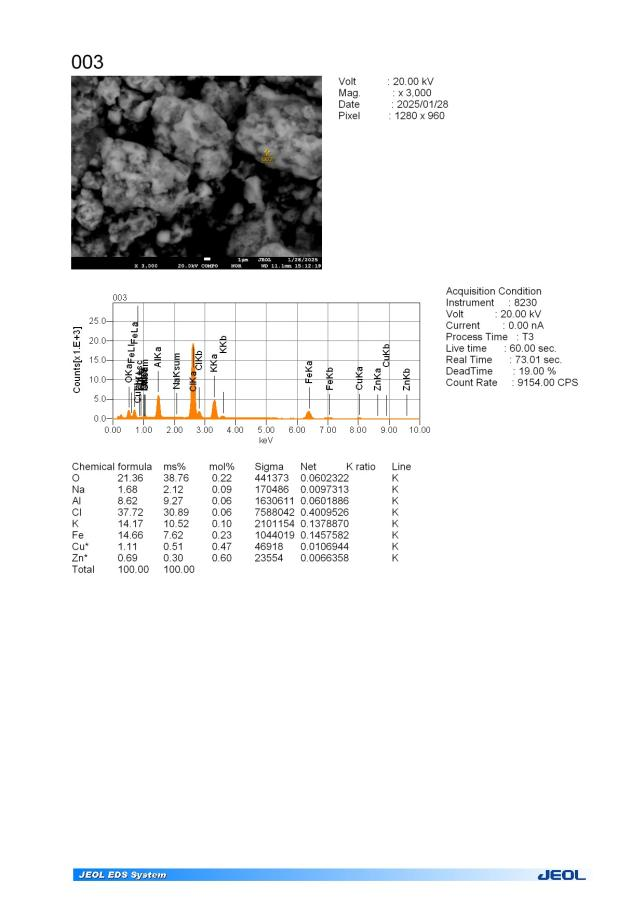 003
Volt : 20.00 kV
Mag. : x 3,000
Date : 2025/01/28
Pixel : 1280 x 960
003
1µm JEOL 1/28/2025
X 3,000 20.0kV COMPO NOR WD 11.1mm 15:12:19
Acquisition Condition
Instrument : 8230
Volt : 20.00 kV
Current : 0.00 nA
Process Time : T3
Live time : 60.00 sec.
Real Time : 73.01 sec.
DeadTime : 19.00 %
Count Rate : 9154.00 CPS
003
Counts[x1.E+3]
25.0
20.0
15.0
10.0
5.0
0.0
OKa
FeLl
FeLa
AlKa
NaKsum
ClKa
ClKb
KKa
KKb
FeKa
FeKb
CuKa
ZnKa
CuKb
ZnKb
0.00 1.00 2.00 3.00 4.00 5.00 6.00 7.00 8.00 9.00 10.00
keV
Chemical formula ms% mol% Sigma Net K ratio Line
O 21.36 38.76 0.22 441373 0.0602322 K
Na 1.68 2.12 0.09 170486 0.0097313 K
Al 8.62 9.27 0.06 1630611 0.0601886 K
Cl 37.72 30.89 0.06 7588042 0.4009526 K
K 14.17 10.52 0.10 2101154 0.1378870 K
Fe 14.66 7.62 0.23 1044019 0.1457582 K
Cu* 1.11 0.51 0.47 46918 0.0106944 K
Zn* 0.69 0.30 0.60 23554 0.0066358 K
Total 100.00 100.00
JEOL EDS System
JEOL